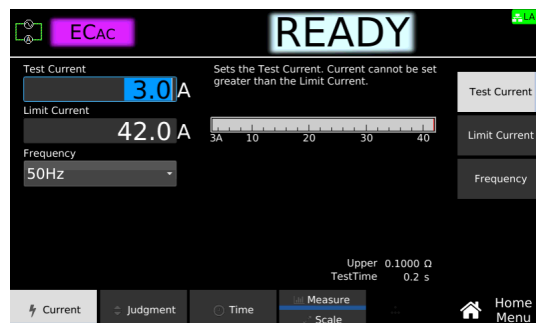 ECAC
READY
LA
Test Current
3.0 A
Sets the Test Current. Current cannot be set
greater than the Limit Current.
Limit Current
42.0 A
3A 10 20 30 40
Frequency
50Hz
Test Current
Limit Current
Frequency
Upper 0.1000 Ω
TestTime 0.2 s
Current
Judgment
Time
Measure
Scale
Home
Menu